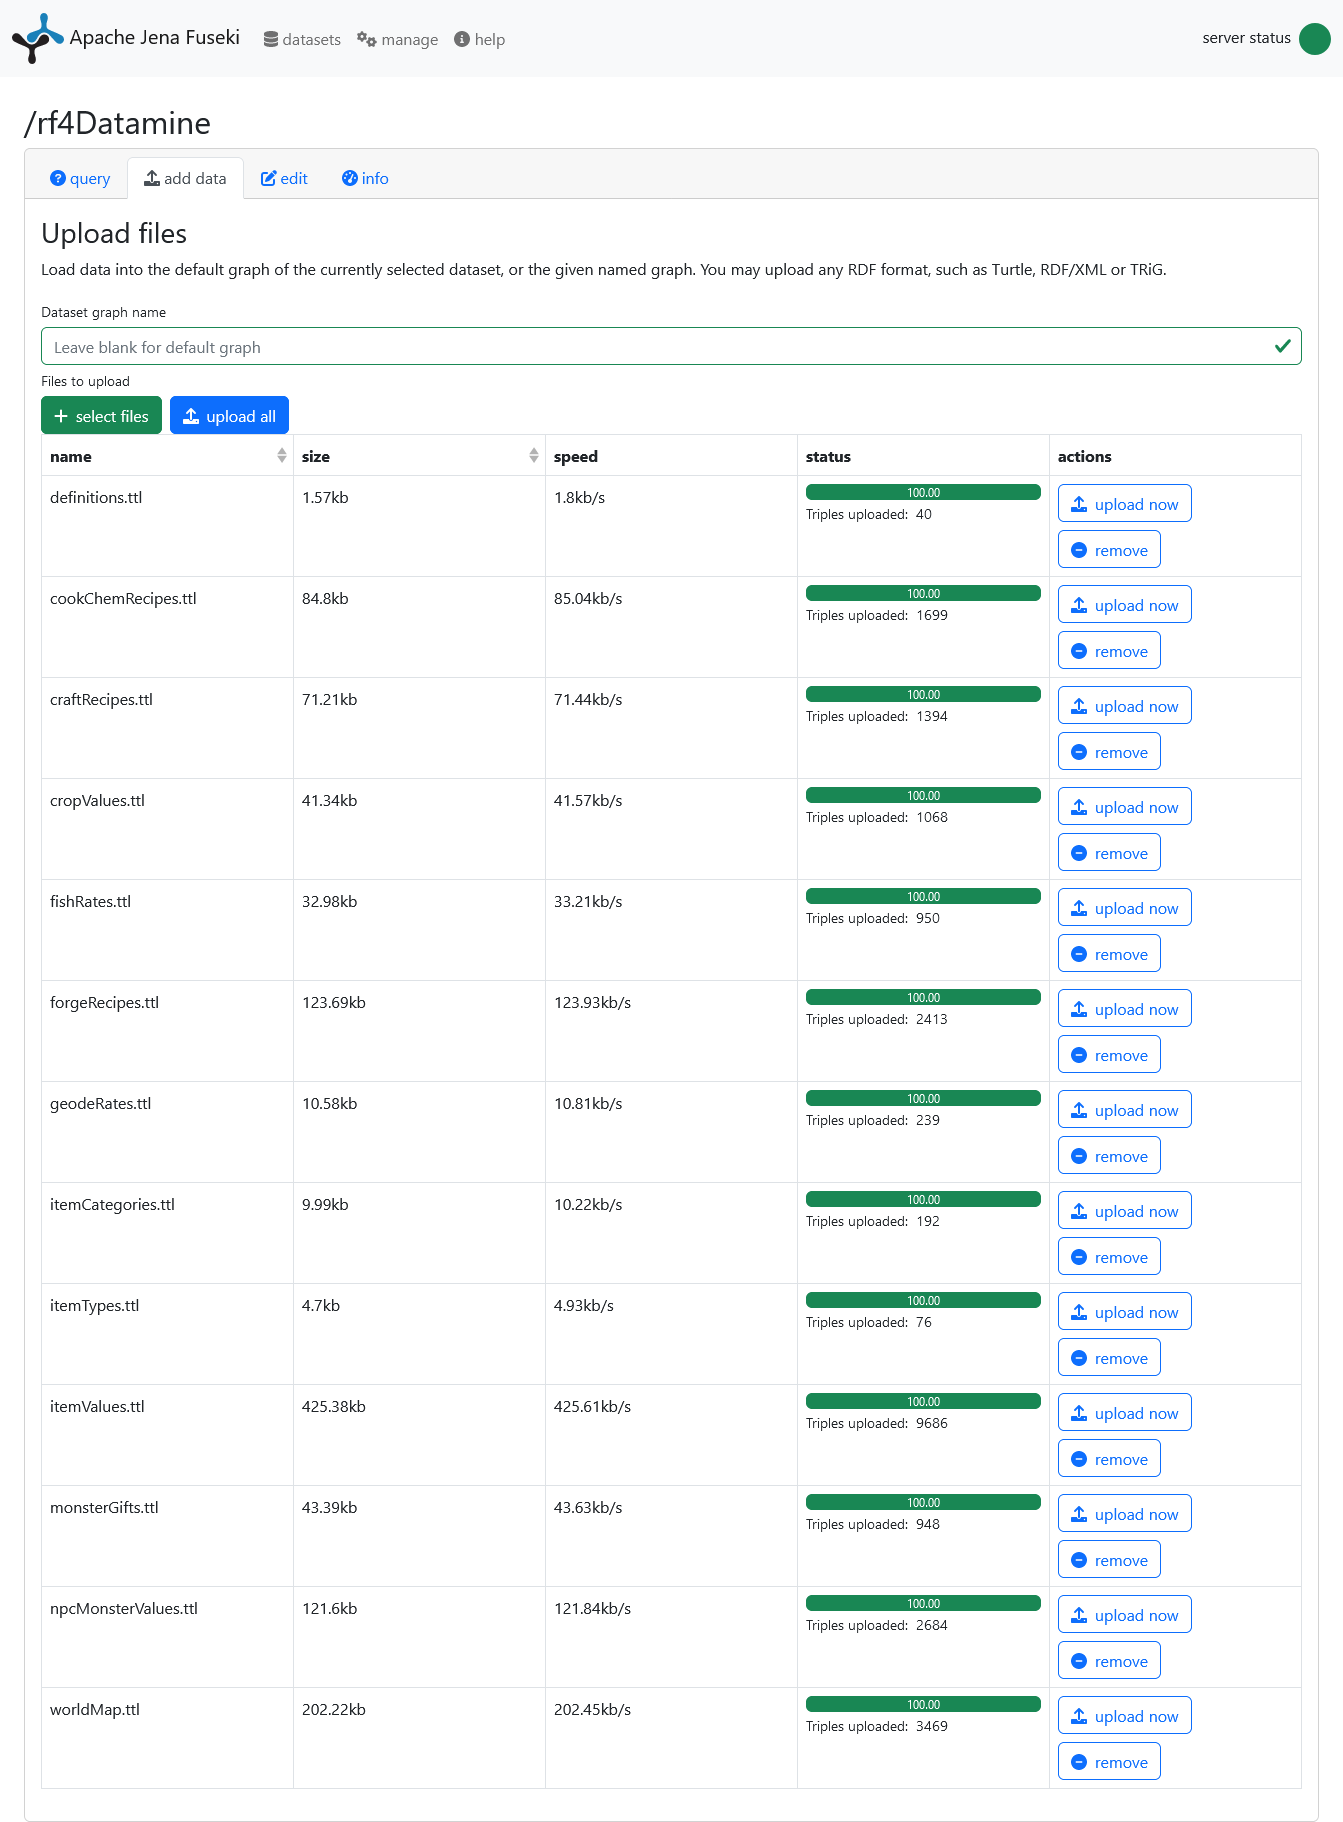 Apache Jena Fuseki datasets manage help server status
/rf4Datamine
query add data edit info
Upload files
Load data into the default graph of the currently selected dataset, or the given named graph. You may upload any RDF format, such as Turtle, RDF/XML or TRiG.
Dataset graph name
Leave blank for default graph
Files to upload
select files upload all
name size speed status actions
definitions.ttl 1.57kb 1.8kb/s 100.00 upload now
Triples uploaded: 40
remove
cookChemRecipes.ttl 84.8kb 85.04kb/s 100.00 upload now
Triples uploaded: 1699
remove
craftRecipes.ttl 71.21kb 71.44kb/s 100.00 upload now
Triples uploaded: 1394
remove
cropValues.ttl 41.34kb 41.57kb/s 100.00 upload now
Triples uploaded: 1068
remove
fishRates.ttl 32.98kb 33.21kb/s 100.00 upload now
Triples uploaded: 950
remove
forgeRecipes.ttl 123.69kb 123.93kb/s 100.00 upload now
Triples uploaded: 2413
remove
geodeRates.ttl 10.58kb 10.81kb/s 100.00 upload now
Triples uploaded: 239
remove
itemCategories.ttl 9.99kb 10.22kb/s 100.00 upload now
Triples uploaded: 192
remove
itemTypes.ttl 4.7kb 4.93kb/s 100.00 upload now
Triples uploaded: 76
remove
itemValues.ttl 425.38kb 425.61kb/s 100.00 upload now
Triples uploaded: 9686
remove
monsterGifts.ttl 43.39kb 43.63kb/s 100.00 upload now
Triples uploaded: 948
remove
npcMonsterValues.ttl 121.6kb 121.84kb/s 100.00 upload now
Triples uploaded: 2684
remove
worldMap.ttl 202.22kb 202.45kb/s 100.00 upload now
Triples uploaded: 3469
remove